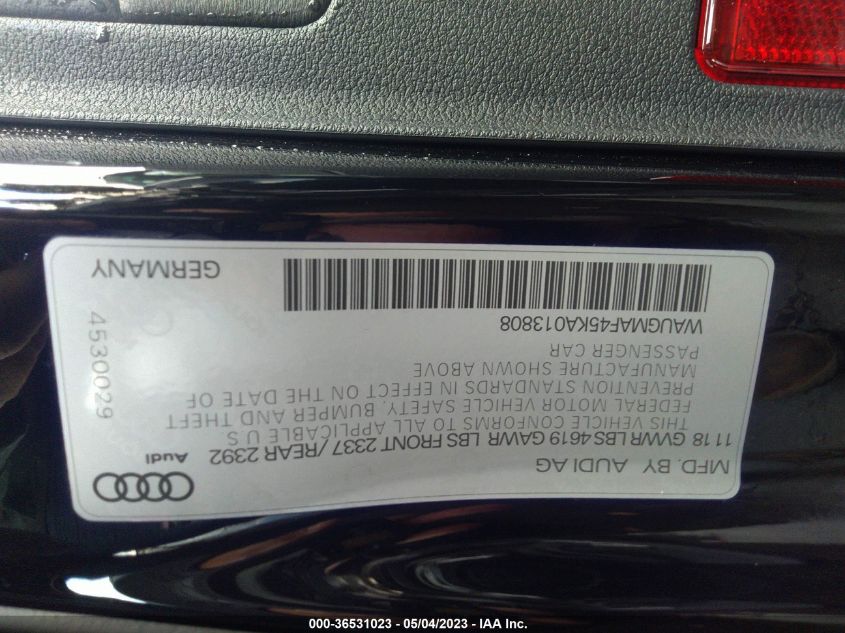 MFD. BY AUDI AG
11 18 GVWR LBS 4619 GAWR LBS FRONT 2337 / REAR 2392
Audi
THIS VEHICLE CONFORMS TO ALL APPLICABLE U S
FEDERAL MOTOR VEHICLE SAFETY, BUMPER AND THEFT
PREVENTION STANDARDS IN EFFECT ON THE DATE OF
MANUFACTURE SHOWN ABOVE
PASSENGER CAR
4530029
WAUGMAF45KA013808
GERMANY
000-36531023 - 05/04/2023 - IAA Inc.